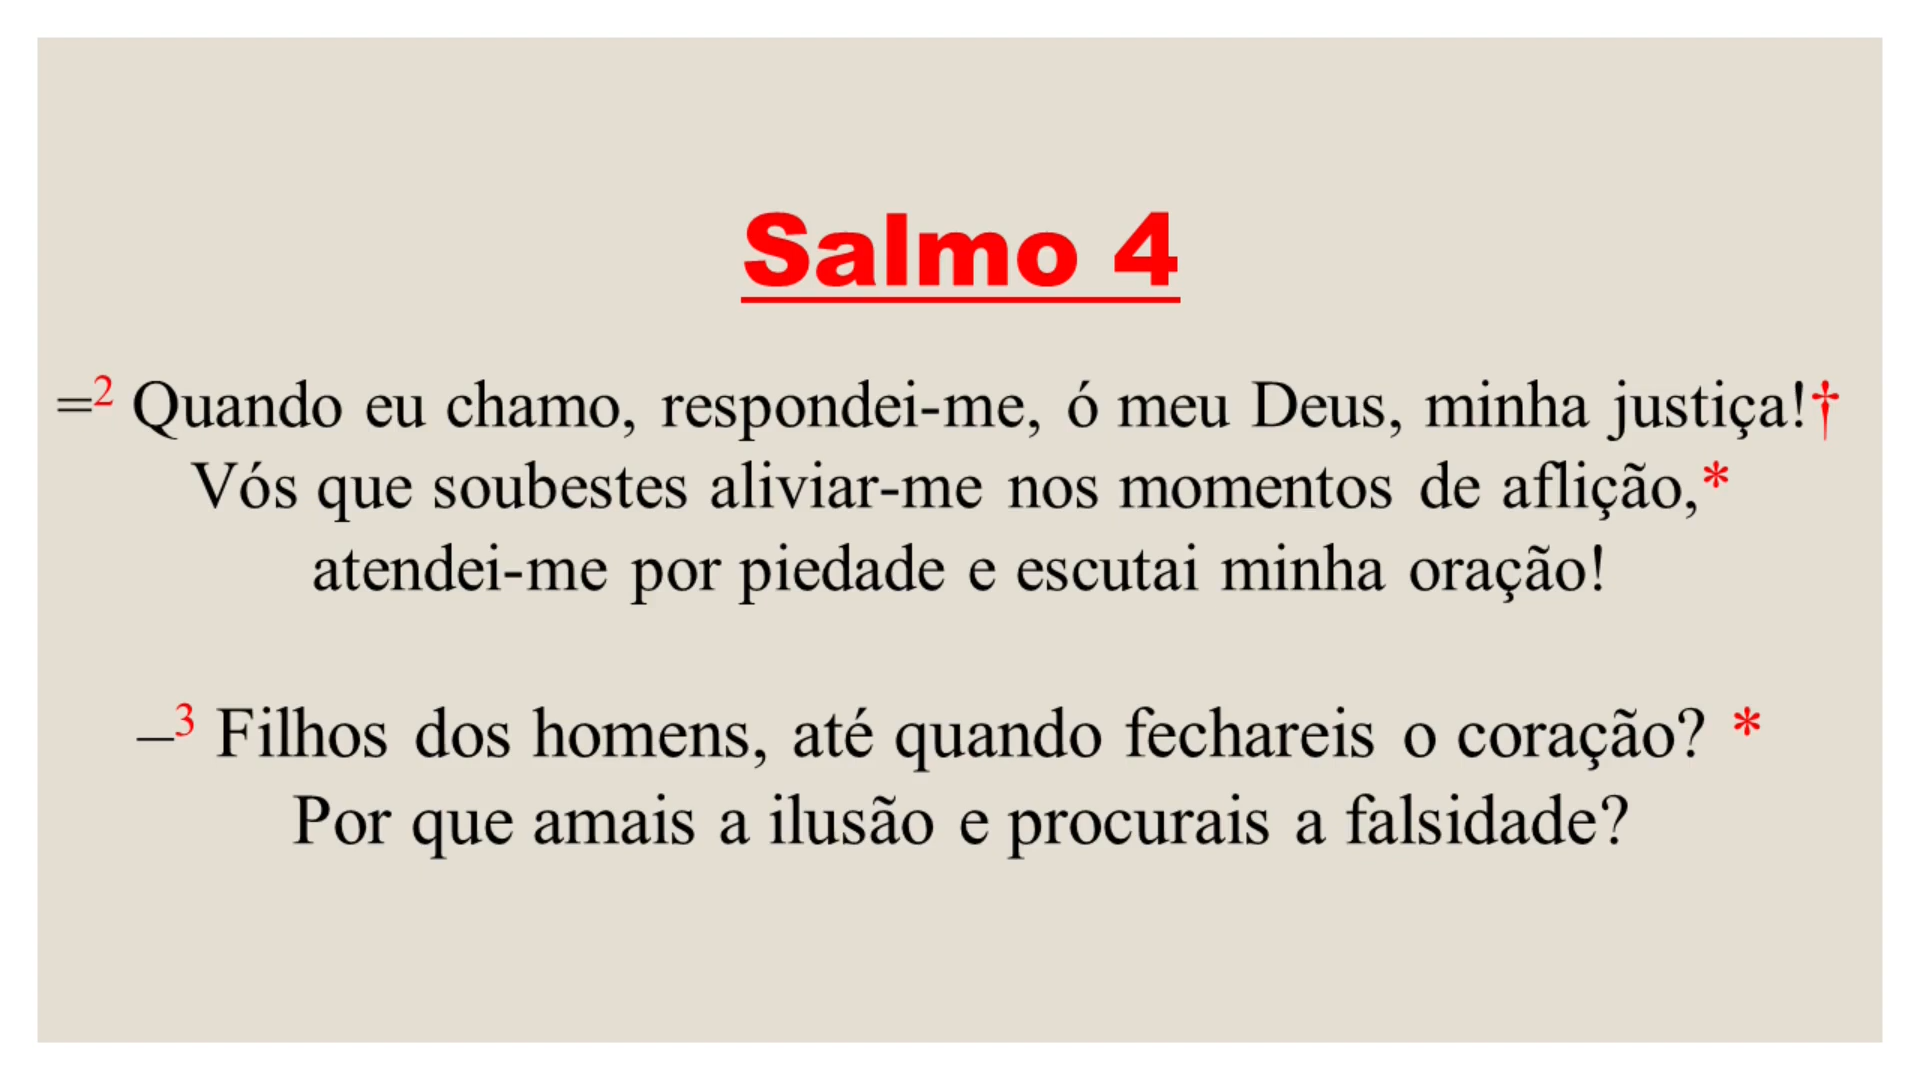 Salmo 4
=2 Quando eu chamo, respondei-me, ó meu Deus, minha justiça!†
Vós que soubestes aliviar-me nos momentos de aflição,*
atendei-me por piedade e escutai minha oração!
–3 Filhos dos homens, até quando fechareis o coração? *
Por que amais a ilusão e procurais a falsidade?